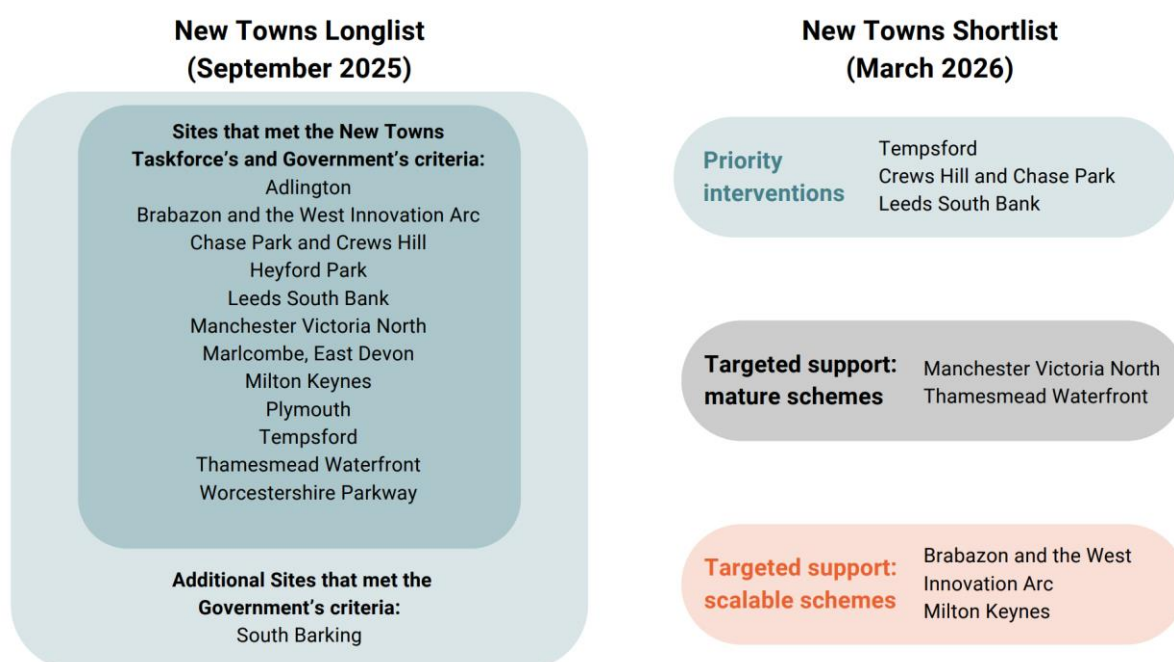 New Towns Longlist
(September 2025)
Sites that met the New Towns
Taskforce’s and Government’s criteria:
Adlington
Brabazon and the West Innovation Arc
Chase Park and Crews Hill
Heyford Park
Leeds South Bank
Manchester Victoria North
Marlcombe, East Devon
Milton Keynes
Plymouth
Tempsford
Thamesmead Waterfront
Worcestershire Parkway
Additional Sites that met the
Government’s criteria:
South Barking
New Towns Shortlist
(March 2026)
Priority
interventions
Tempsford
Crews Hill and Chase Park
Leeds South Bank
Targeted support:
mature schemes
Manchester Victoria North
Thamesmead Waterfront
Targeted support:
scalable schemes
Brabazon and the West
Innovation Arc
Milton Keynes